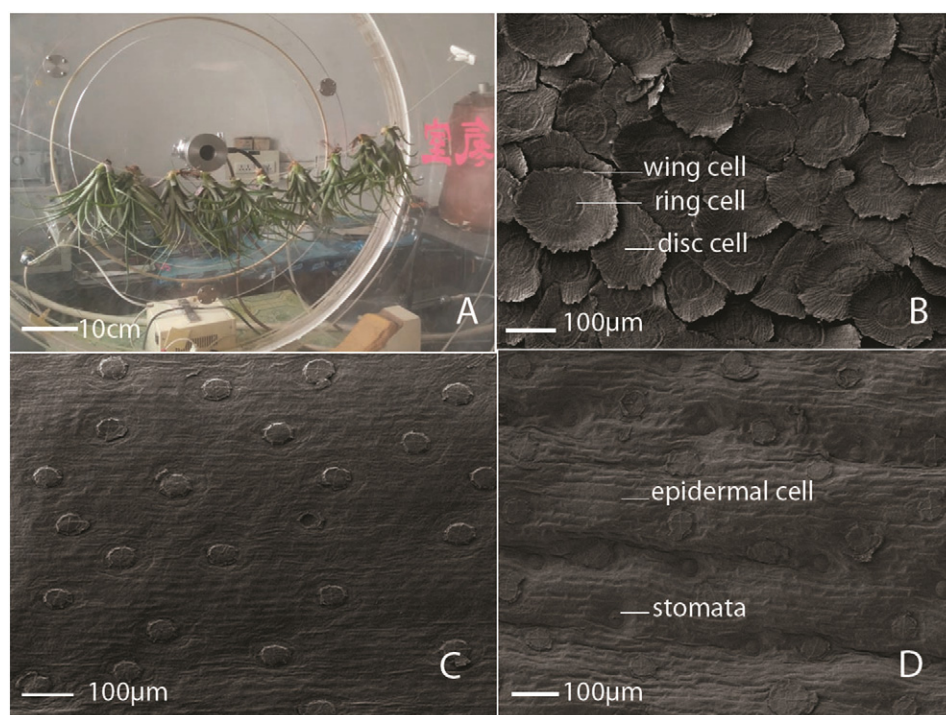 A
10cm
wing cell
ring cell
disc cell
B
100μm
C
100μm
epidermal cell
stomata
D
100μm